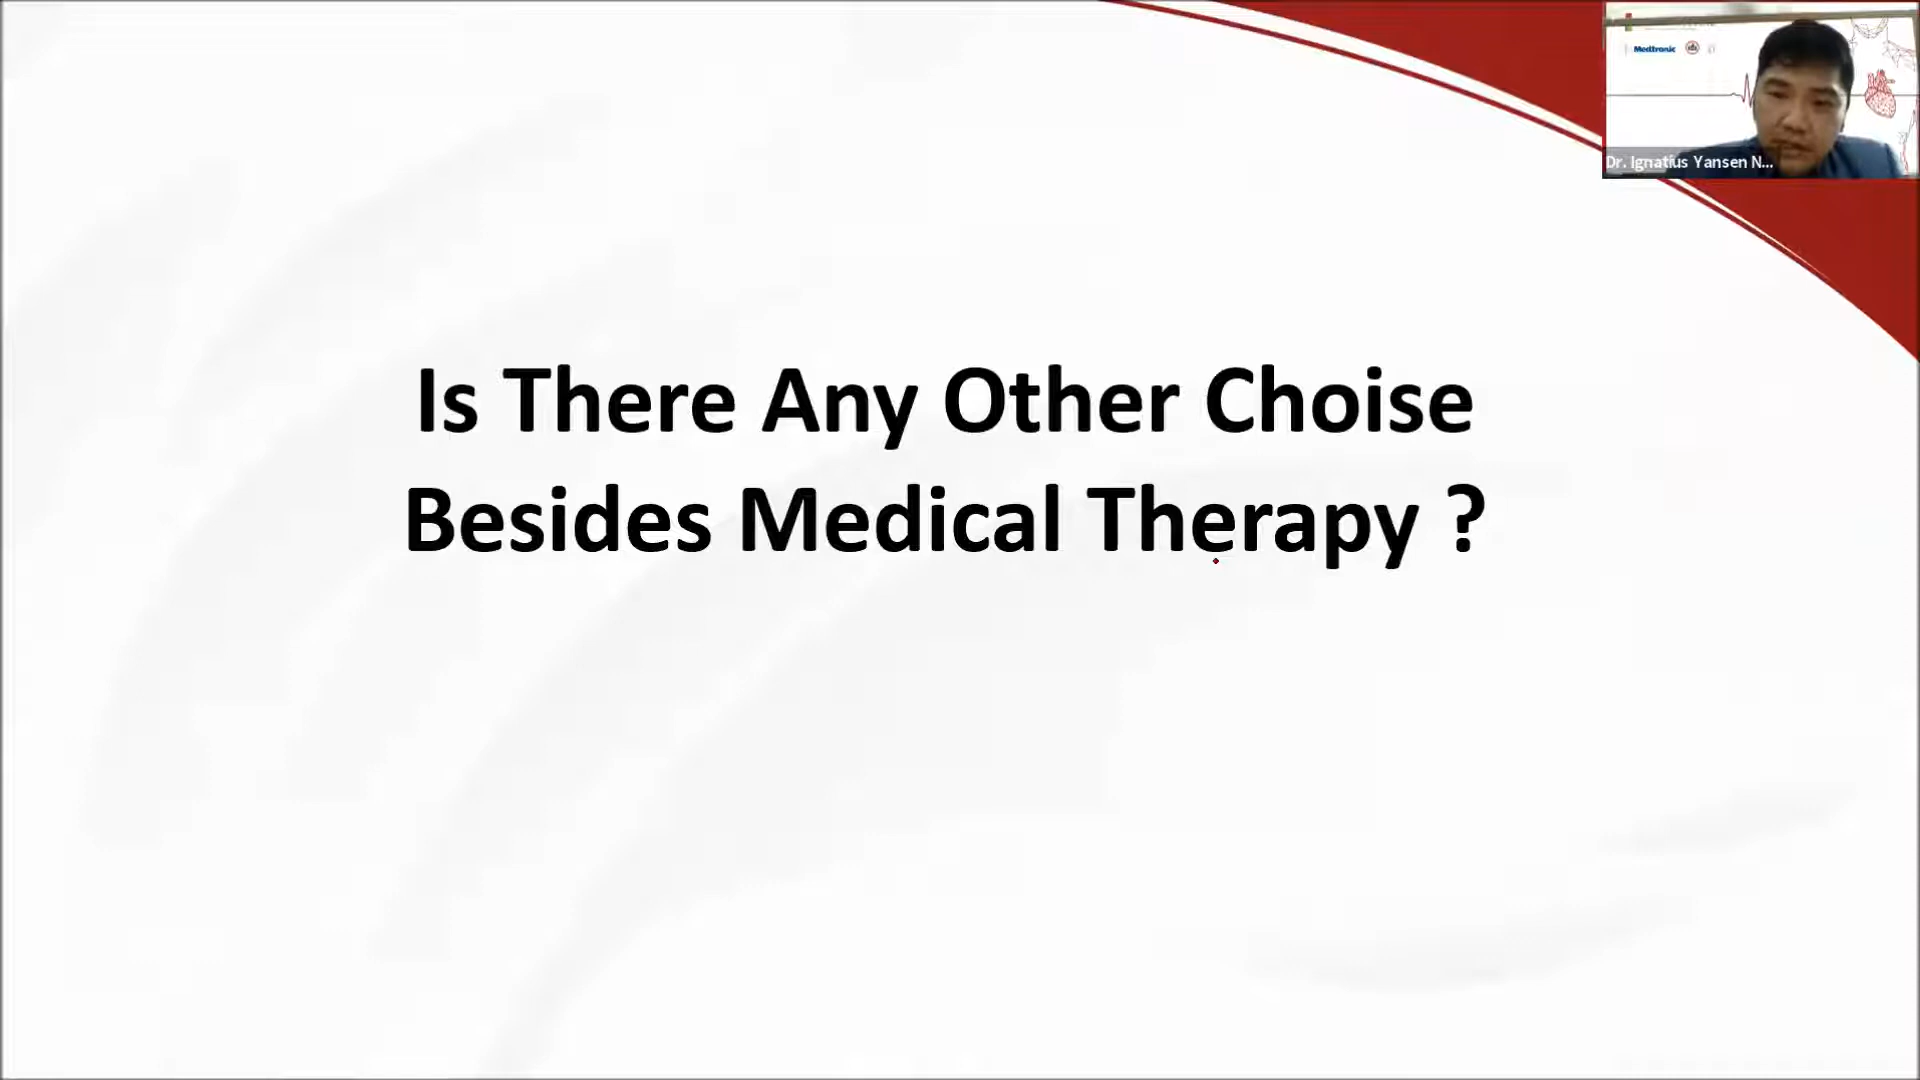 Medtronic
Dr. Ignatius Yansen N...
Is There Any Other Choise
Besides Medical Therapy ?